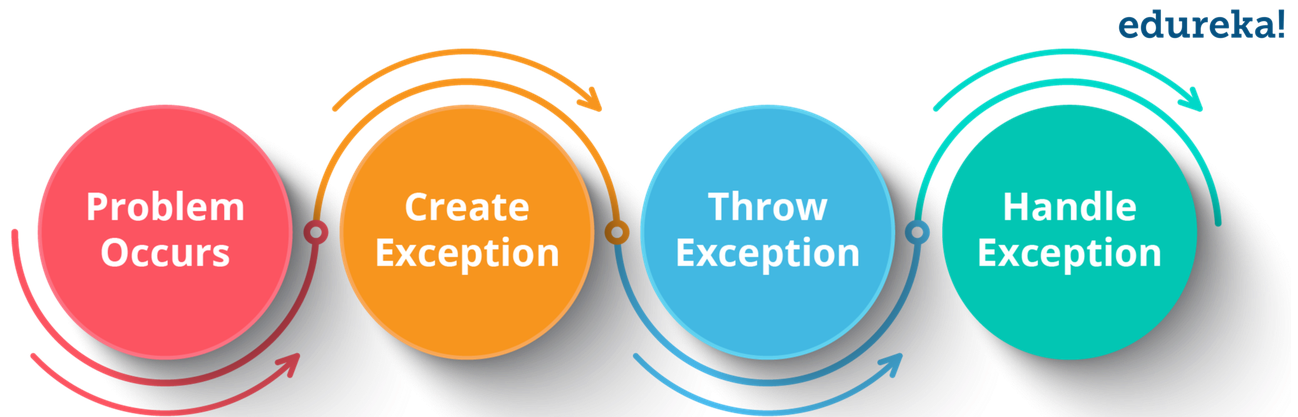 edureka!
Problem
Occurs
Create
Exception
Throw
Exception
Handle
Exception